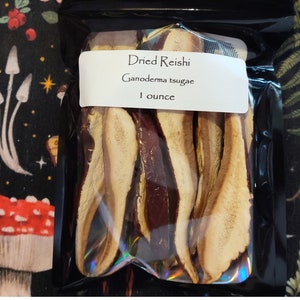 Dried Reishi
Ganoderma tsugae
1 ounce